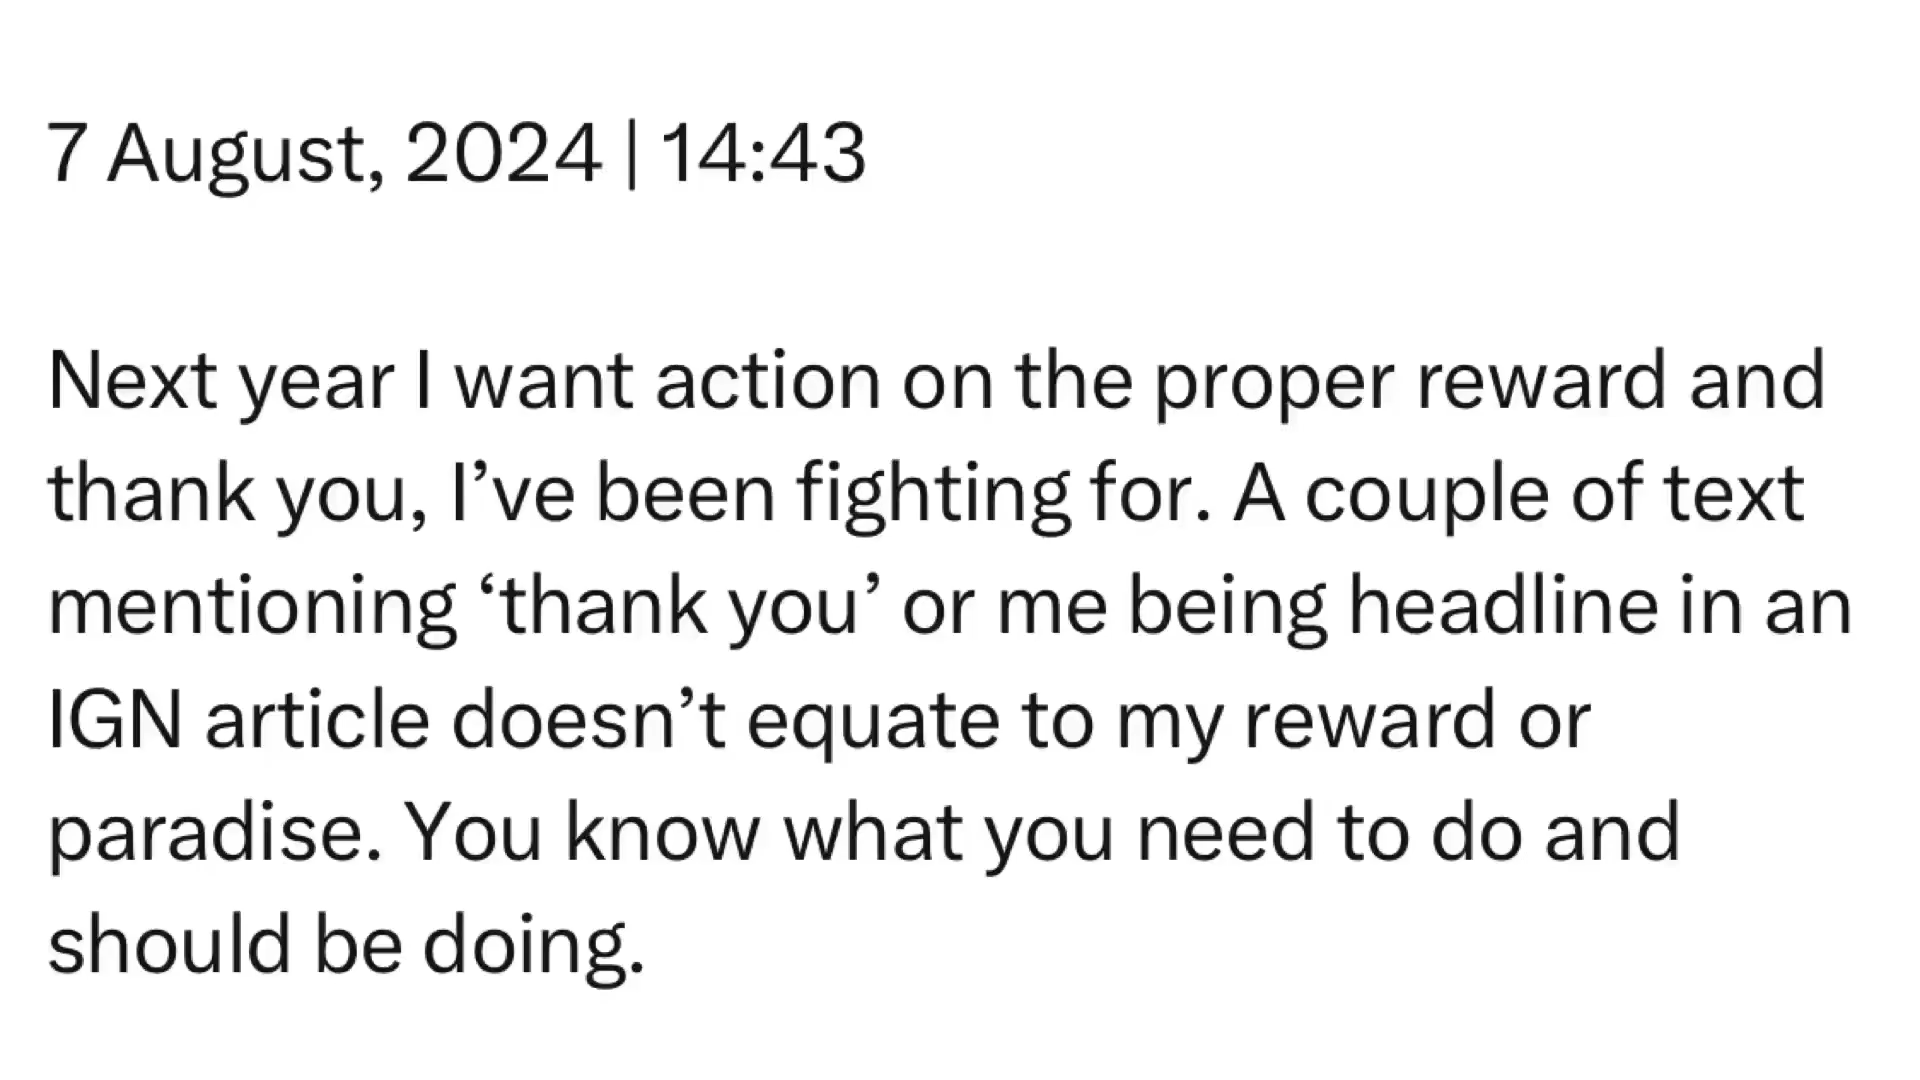 7 August, 2024 | 14:43
Next year I want action on the proper reward and
thank you, I’ve been fighting for. A couple of text
mentioning ‘thank you’ or me being headline in an
IGN article doesn’t equate to my reward or
paradise. You know what you need to do and
should be doing.